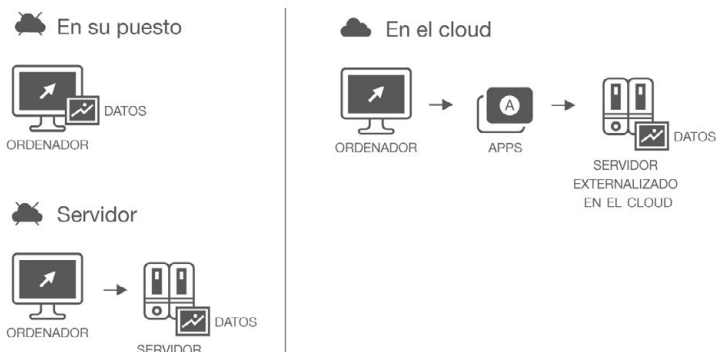 En su puesto
DATOS
ORDENADOR
Servidor
DATOS
ORDENADOR
SERVIDOR
En el cloud
A
DATOS
ORDENADOR
APPS
SERVIDOR
EXTERNALIZADO
EN EL CLOUD